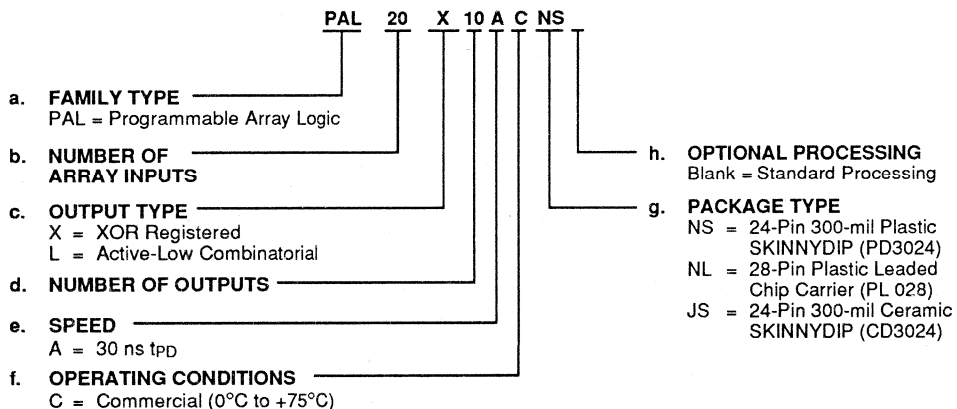 PAL 20 X 10 A C NS
a. FAMILY TYPE
PAL = Programmable Array Logic
b. NUMBER OF
ARRAY INPUTS
c. OUTPUT TYPE
X = XOR Registered
L = Active-Low Combinatorial
d. NUMBER OF OUTPUTS
e. SPEED
A = 30 ns tPD
f. OPERATING CONDITIONS
C = Commercial (0°C to +75°C)
h. OPTIONAL PROCESSING
Blank = Standard Processing
g. PACKAGE TYPE
NS = 24-Pin 300-mil Plastic
SKINNYDIP (PD3024)
NL = 28-Pin Plastic Leaded
Chip Carrier (PL 028)
JS = 24-Pin 300-mil Ceramic
SKINNYDIP (CD3024)